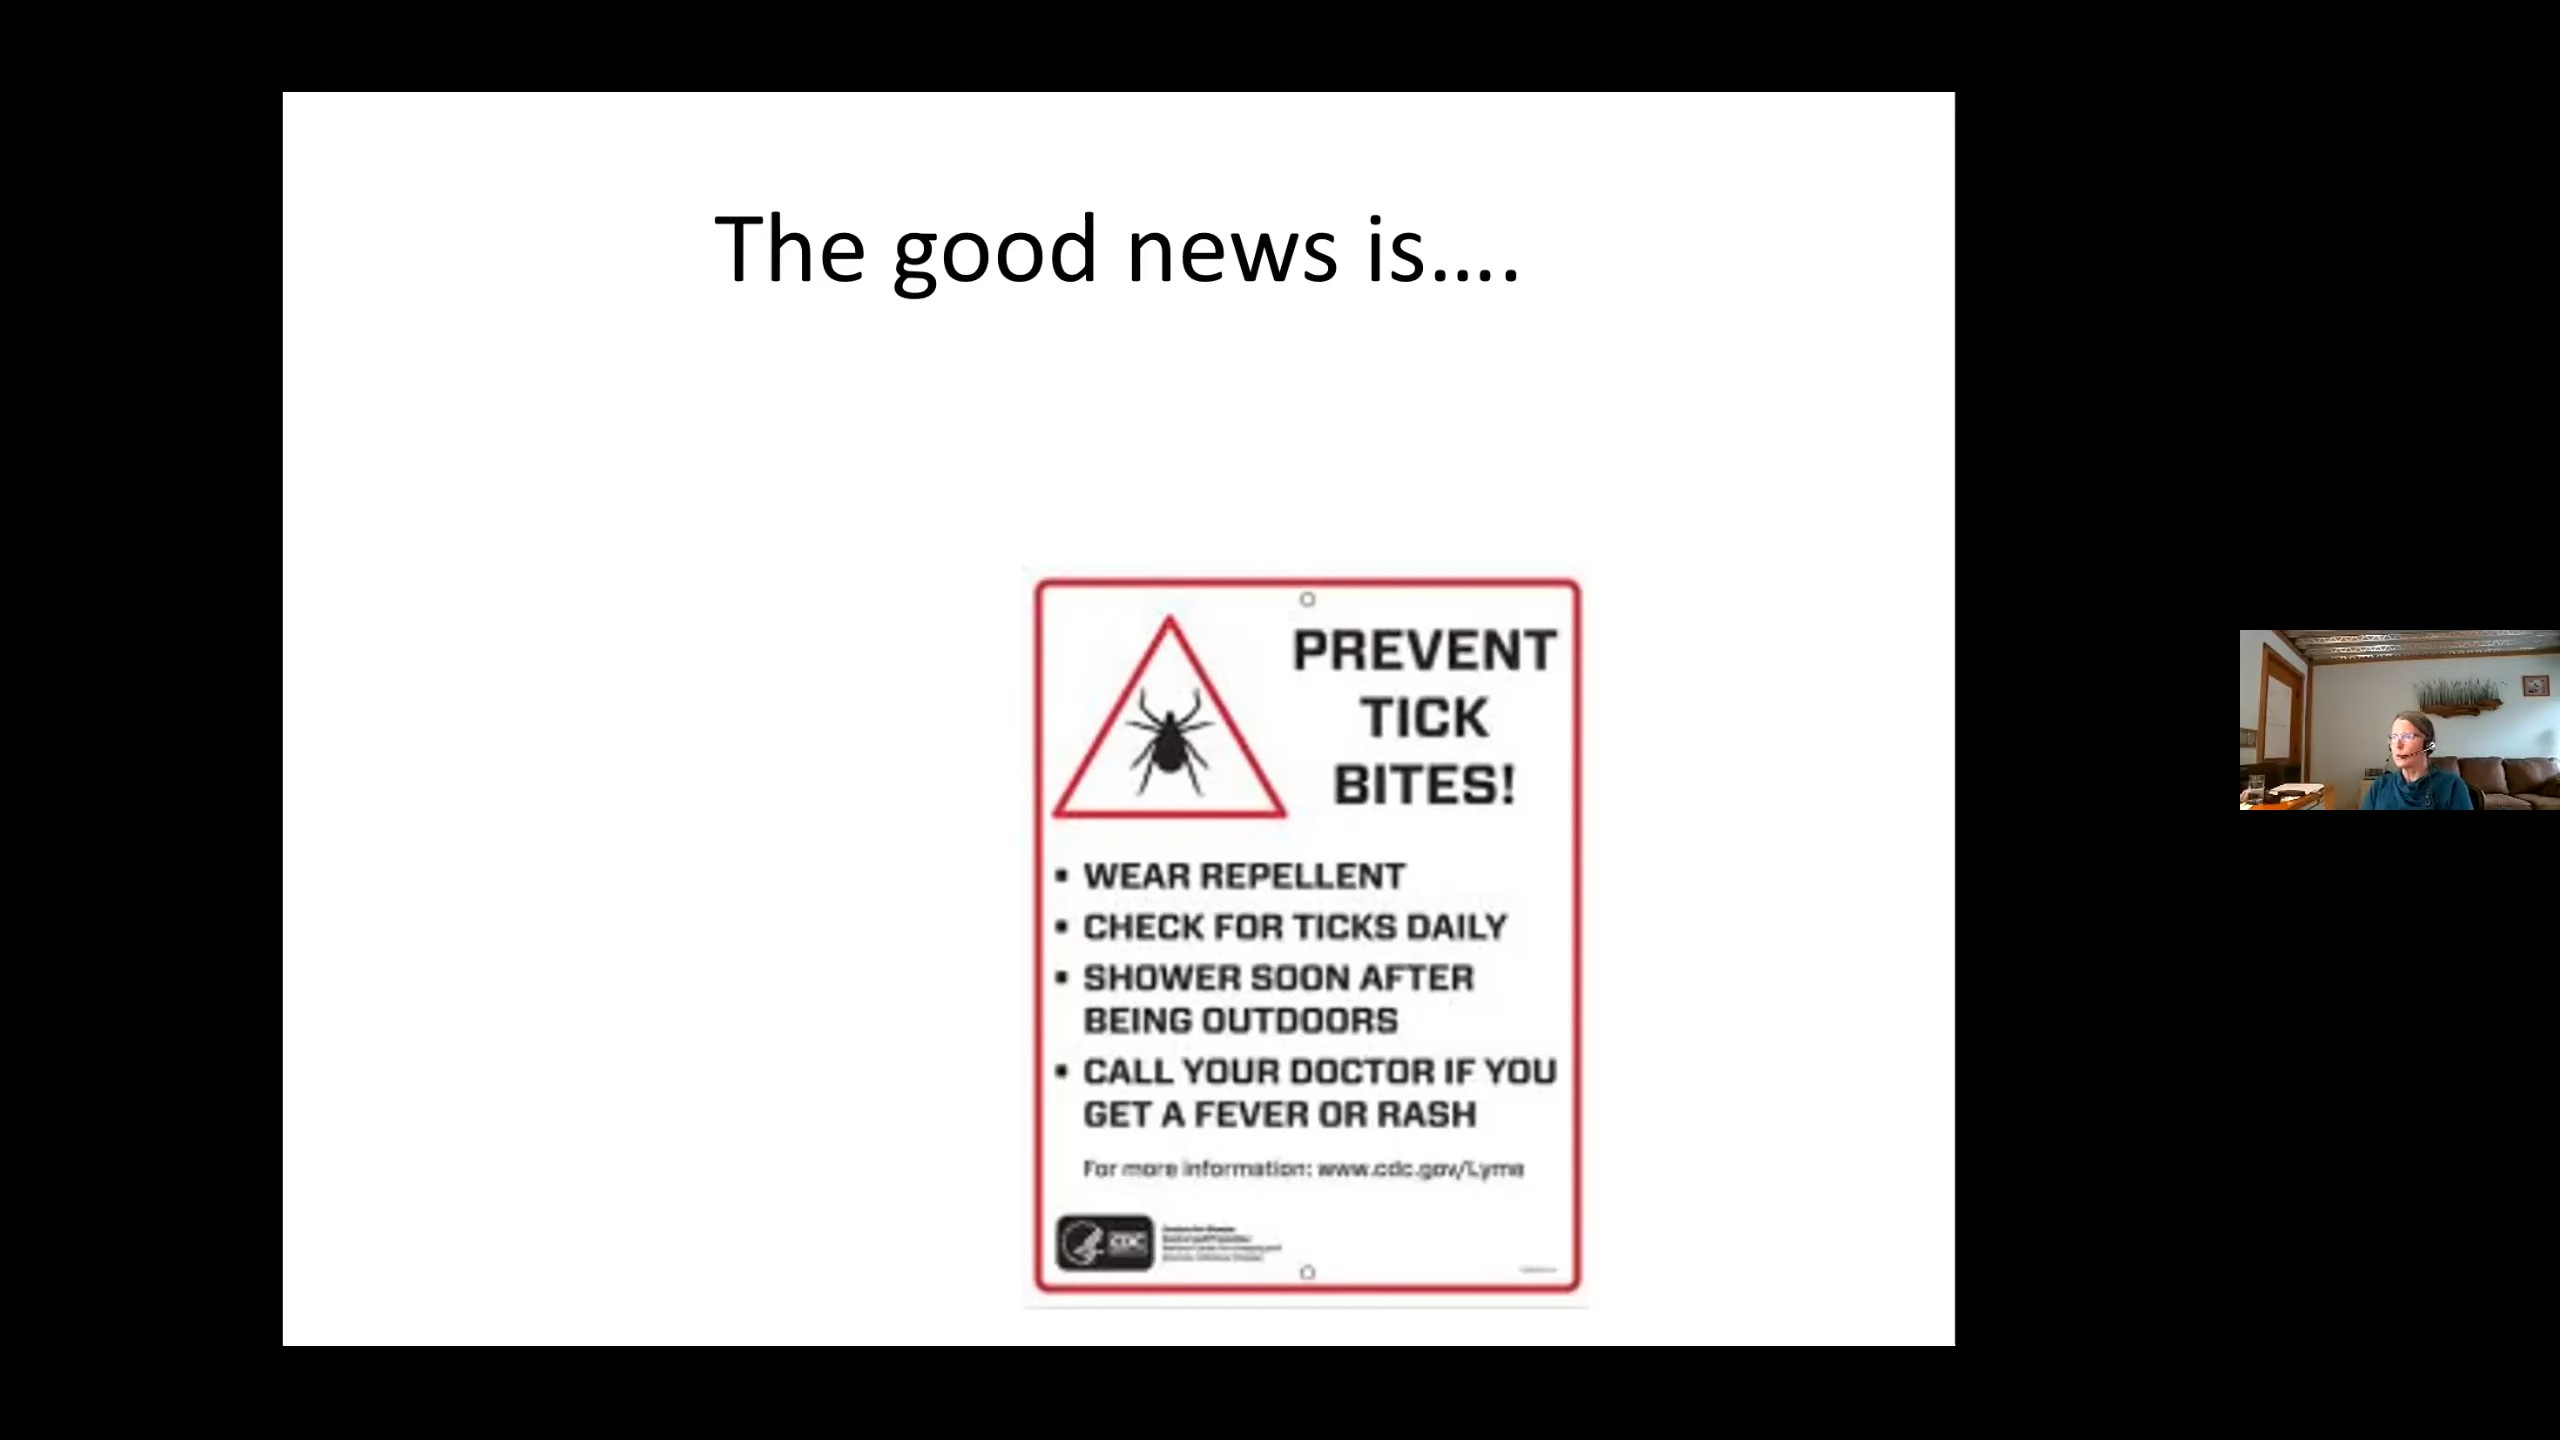 The good news is....
PREVENT
TICK
BITES!
▪ WEAR REPELLENT
▪ CHECK FOR TICKS DAILY
▪ SHOWER SOON AFTER
BEING OUTDOORS
▪ CALL YOUR DOCTOR IF YOU
GET A FEVER OR RASH
For more information: www.cdc.gov/Lyme
CDC